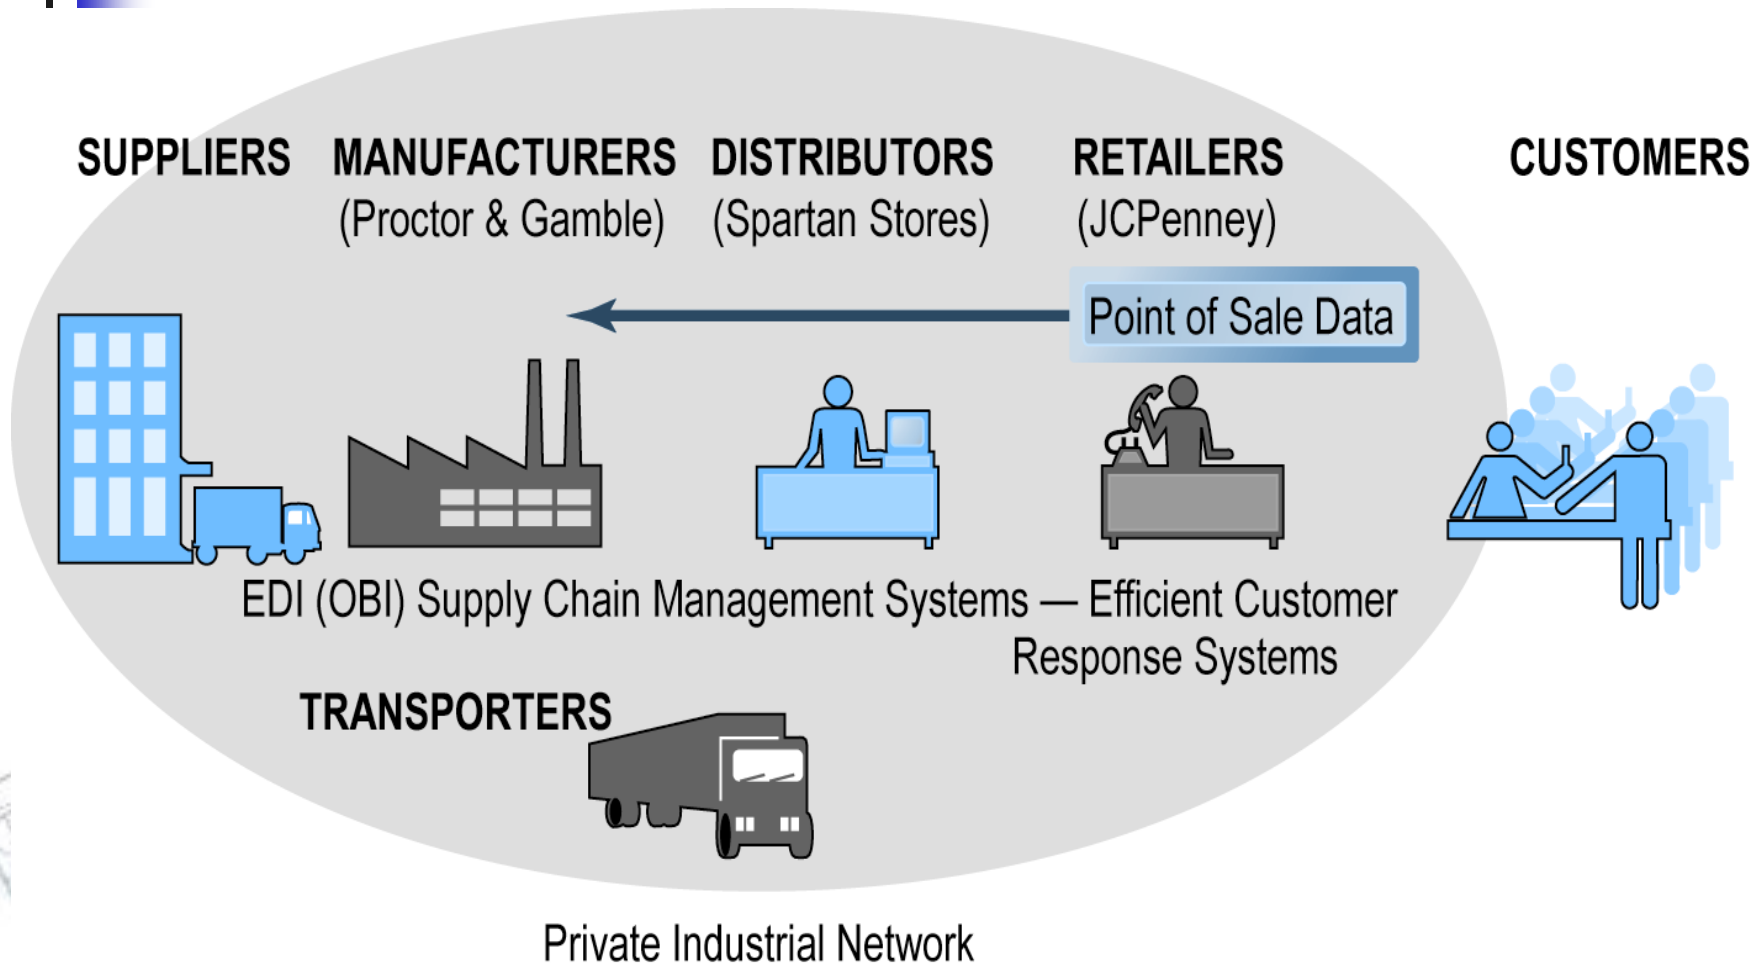 SUPPLIERS MANUFACTURERS DISTRIBUTORS RETAILERS CUSTOMERS
(Proctor & Gamble) (Spartan Stores) (JCPenney)
Point of Sale Data
EDI (OBI) Supply Chain Management Systems — Efficient Customer
Response Systems
TRANSPORTERS
Private Industrial Network